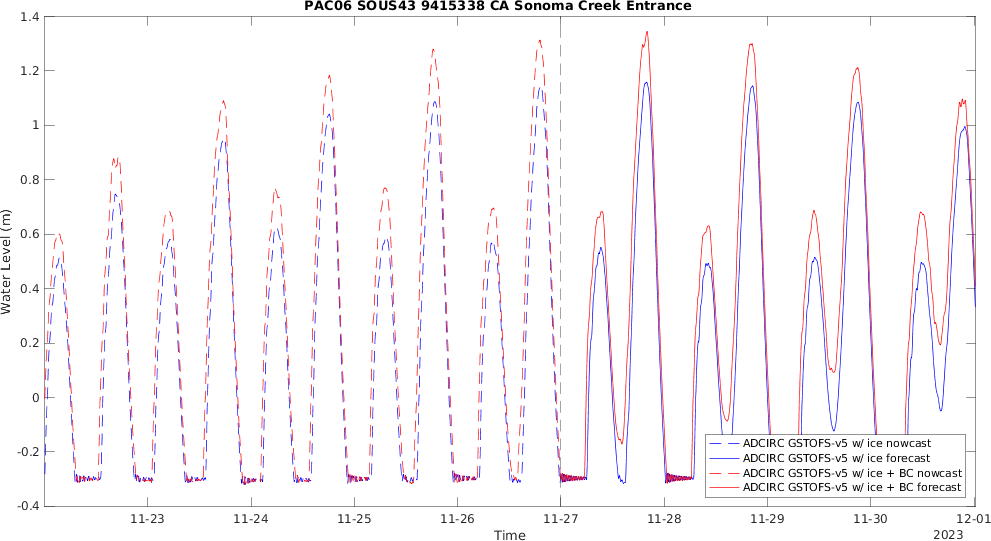 PAC06 SOUS43 9415338 CA Sonoma Creek Entrance
1.4
1.2
1
0.8
0.6
0.4
0.2
0
-0.2
-0.4
Water Level (m)
11-23
11-24
11-25
11-26
11-27
11-28
11-29
11-30
12-01
Time
2023
ADCIRC GSTOFS-v5 w/ ice nowcast
ADCIRC GSTOFS-v5 w/ ice forecast
ADCIRC GSTOFS-v5 w/ ice + BC nowcast
ADCIRC GSTOFS-v5 w/ ice + BC forecast